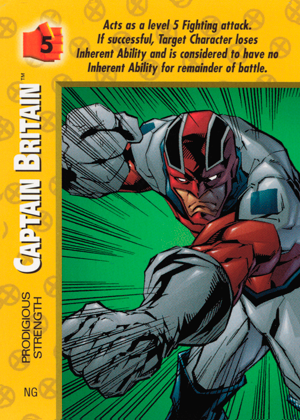 5
Acts as a level 5 Fighting attack.
If successful, Target Character loses
Inherent Ability and is considered to have no
Inherent Ability for remainder of battle.
CAPTAIN BRITAIN™
PRODIGIOUS
STRENGTH
NG